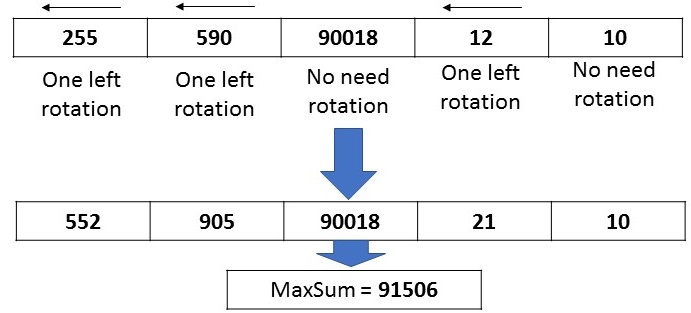 255 590 90018 12 10
One left One left No need One left No need
rotation rotation rotation rotation rotation
552 905 90018 21 10
MaxSum = 91506